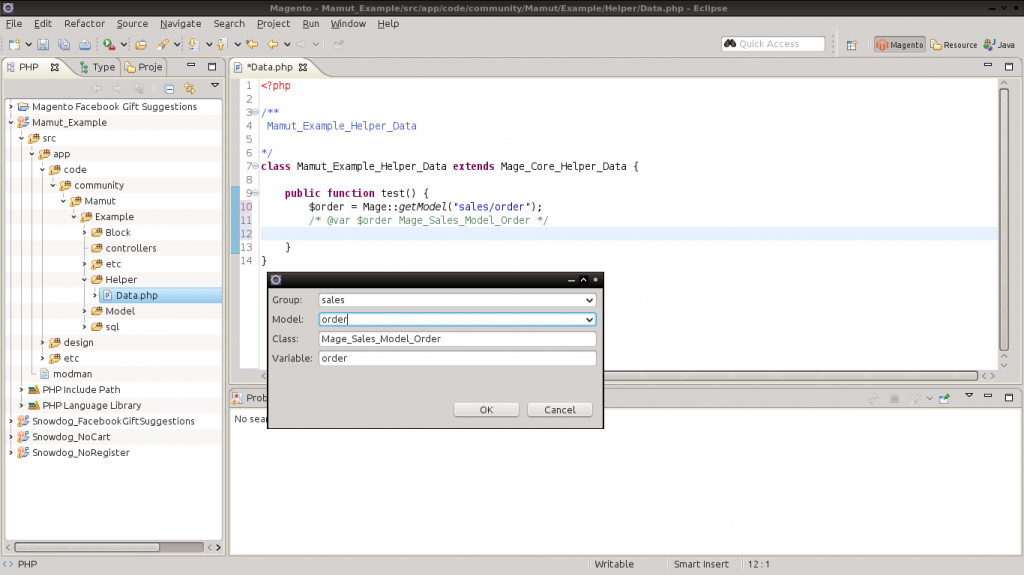 Magento - Mamut_Example/src/app/code/community/Mamut/Example/Helper/Data.php - Eclipse
File Edit Refactor Source Navigate Search Project Run Window Help
Quick Access
Magento Resource Java
PHP Type Proje
*Data.php
Magento Facebook Gift Suggestions
Mamut_Example
src
app
code
community
Mamut
Example
Block
controllers
etc
Helper
Data.php
Model
sql
design
etc
modman
PHP Include Path
PHP Language Library
Snowdog_FacebookGiftSuggestions
Snowdog_NoCart
Snowdog_NoRegister
1 <?php
2
3 /**
4 Mamut_Example_Helper_Data
5
6 */
7 class Mamut_Example_Helper_Data extends Mage_Core_Helper_Data {
8
9 public function test() {
10 $order = Mage::getModel("sales/order");
11 /* @var $order Mage_Sales_Model_Order */
12
13 }
14 }
Group: sales
Model: order
Class: Mage_Sales_Model_Order
Variable: order
OK Cancel
Prob
No sea
PHP Writable Smart Insert 12 : 1